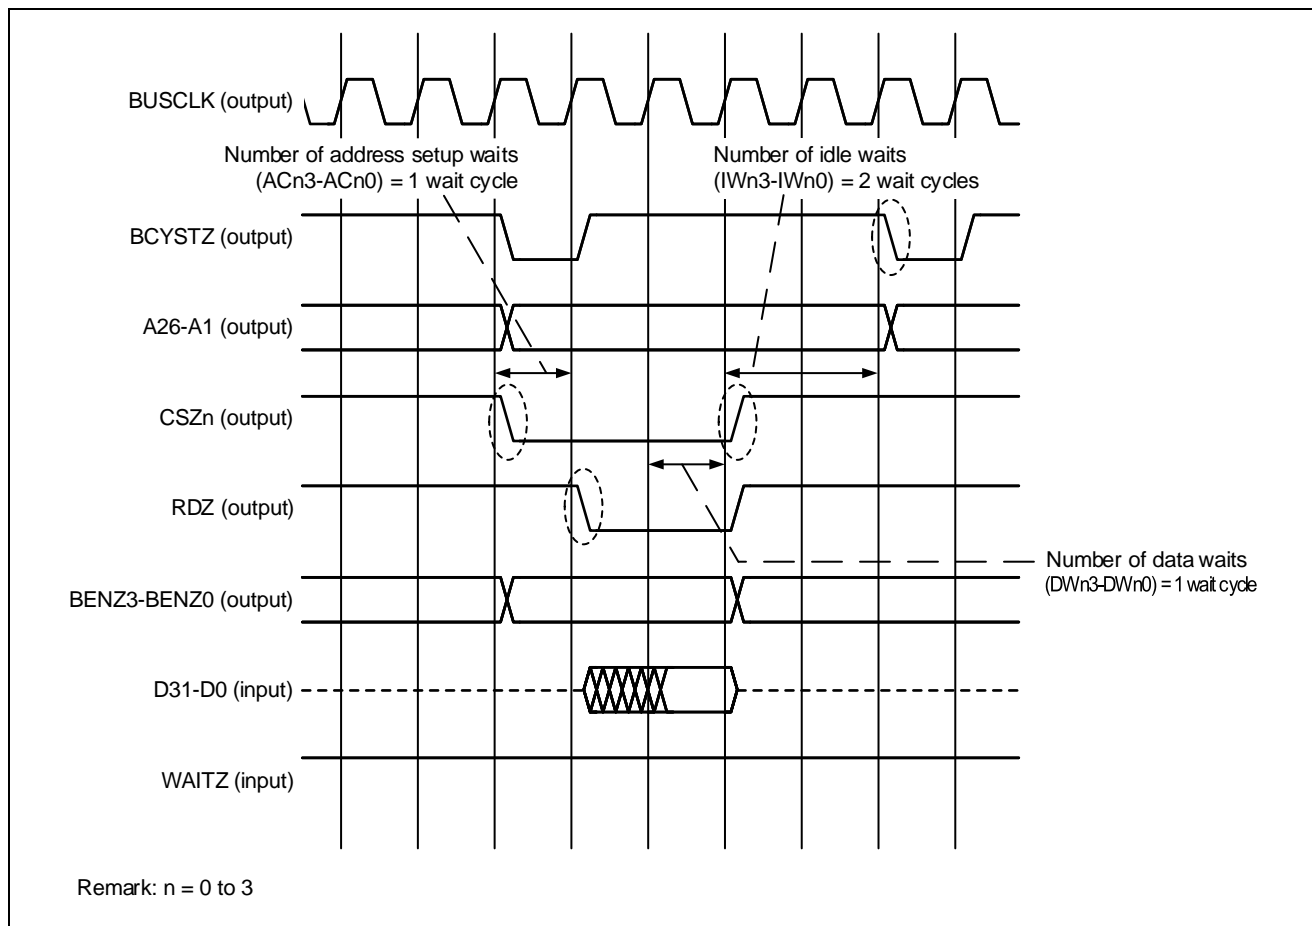 BUSCLK (output)
Number of address setup waits
(ACn3-ACn0) = 1 wait cycle
Number of idle waits
(IWn3-IWn0) = 2 wait cycles
BCYSTZ (output)
A26-A1 (output)
CSZn (output)
RDZ (output)
Number of data waits
(DWn3-DWn0) = 1 wait cycle
BENZ3-BENZ0 (output)
D31-D0 (input)
WAITZ (input)
Remark: n = 0 to 3